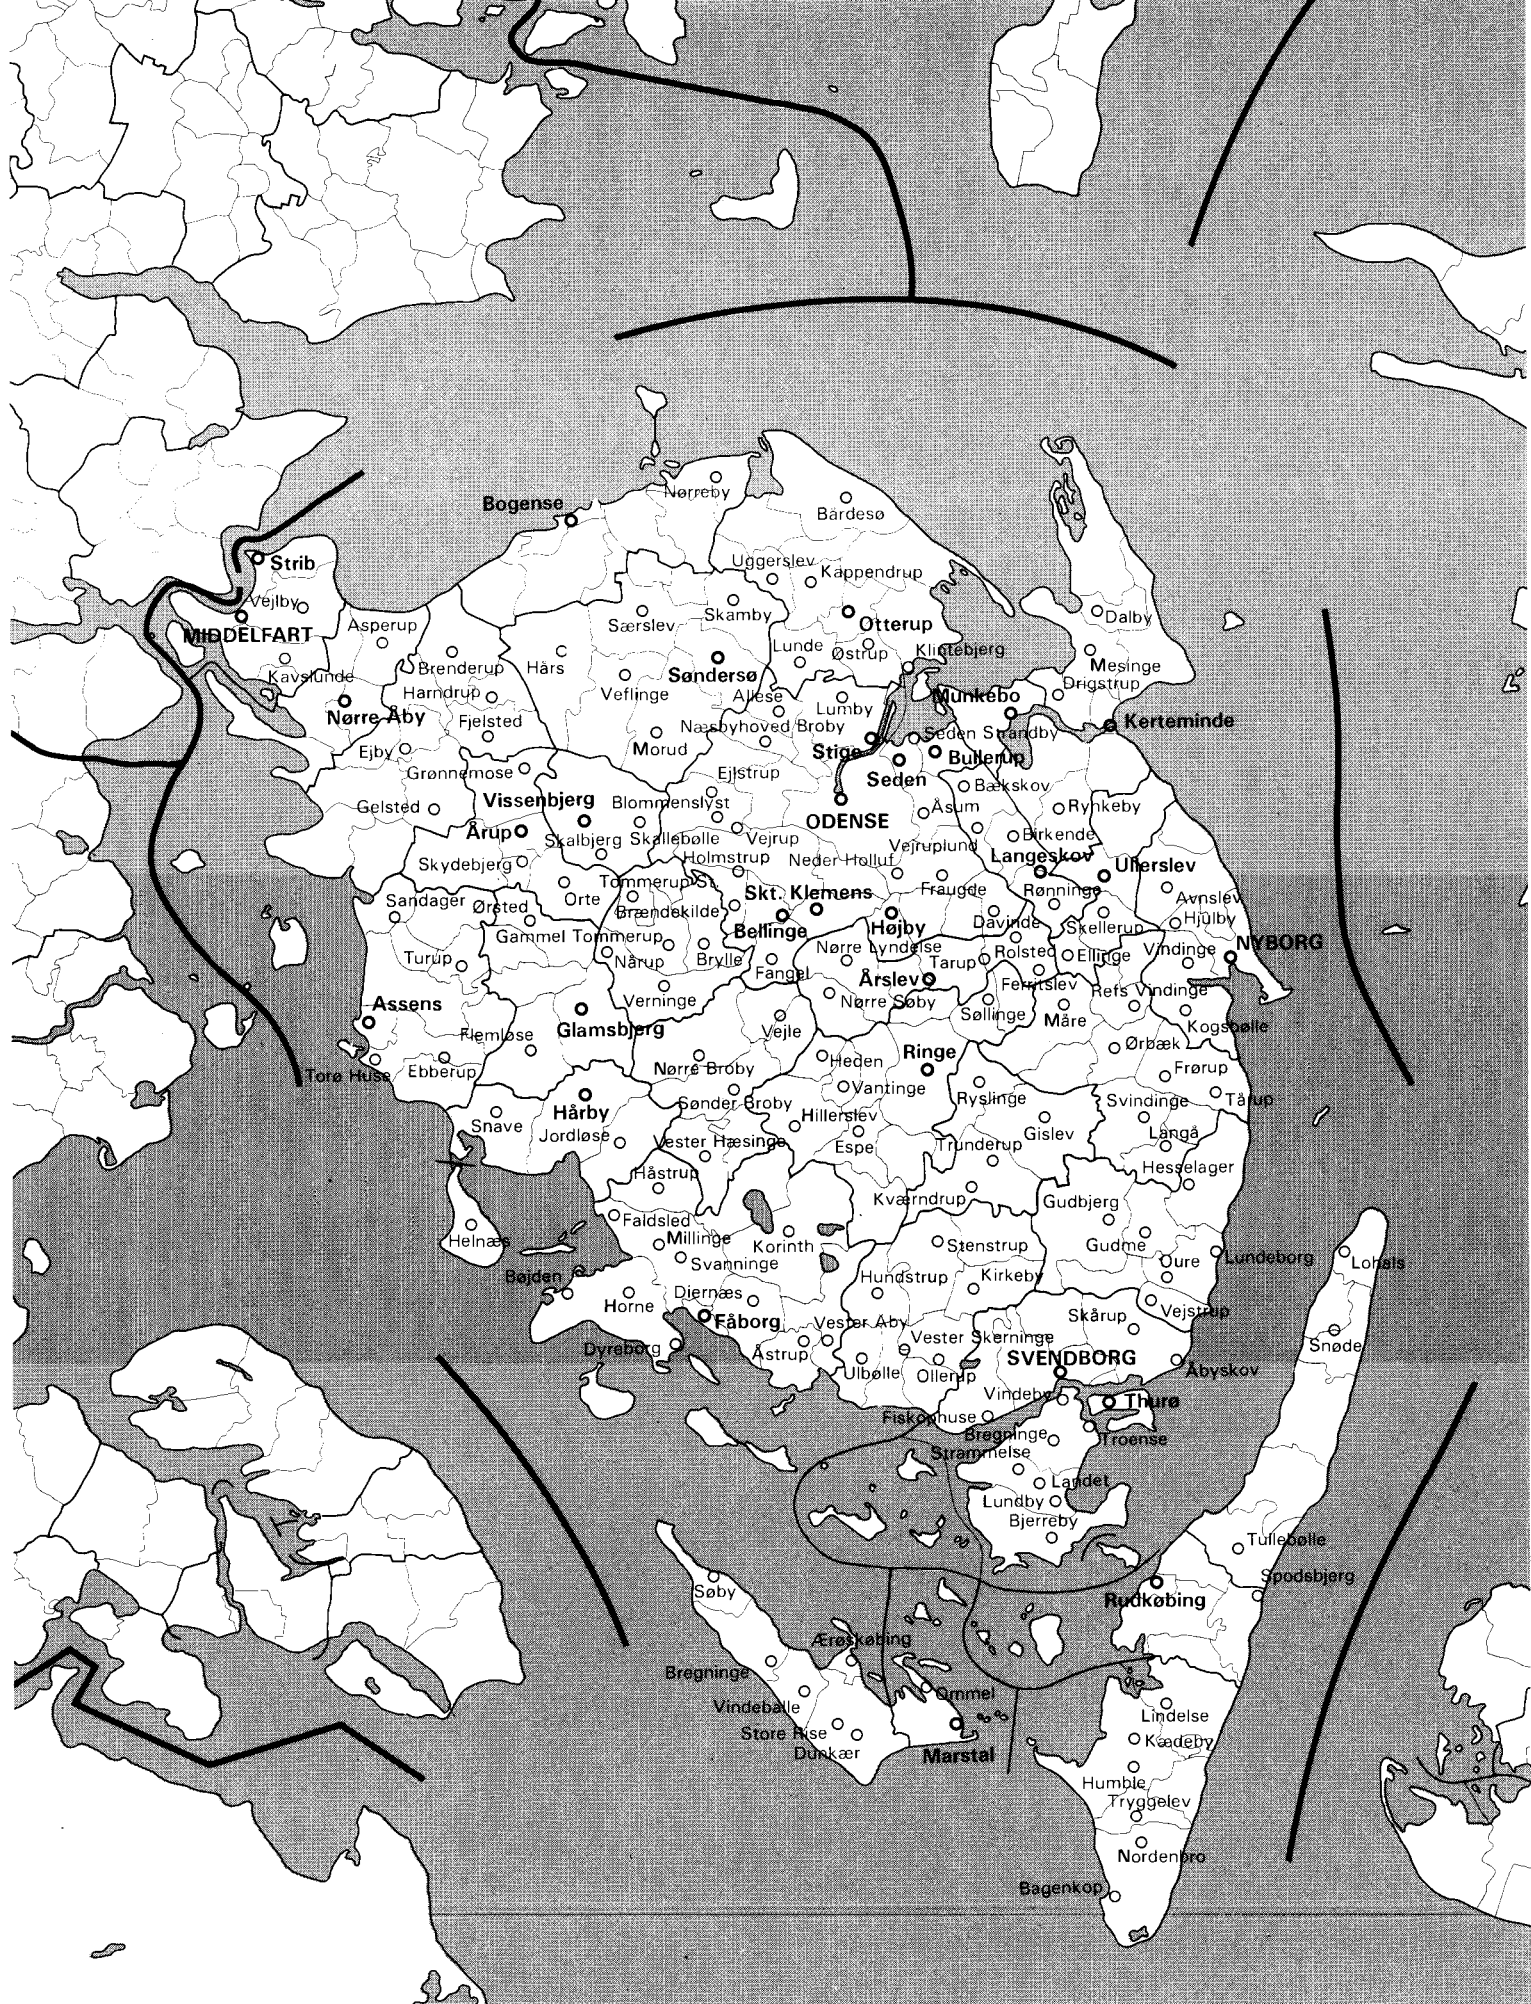 Nørreby
Bogense
Bårdesø
Uggerslev
Kappendrup
Strib
Vejlby
MIDDELFART
Asperup
Særslev
Skamby
Otterup
Dalby
Kavslunde
Brenderup
Hårs
Søndersø
Lunde
Østrup
Klintebjerg
Mesinge
Drigstrup
Harndrup
Veflinge
Allese
Lumby
Munkebo
Nørre Åby
Fjelsted
Næsbyhoved Broby
Kerteminde
Ejby
Morud
Stige
Seden Strandby
Bullerup
Grønnemose
Ejlstrup
Seden
Bækskov
Gelsted
Vissenbjerg
Blommenslyst
ODENSE
Åsum
Rynkeby
Årup
Skalbjerg
Skallebølle
Vejrup
Vejruplund
Birkende
Skydebjerg
Holmstrup
Neder Holluf
Langeskov
Ullerslev
Tommerup St.
Fraugde
Rønninge
Sandager
Ørsted
Orte
Brændekilde
Skt. Klemens
Avnslev
Hjulby
Gammel Tommerup
Bellinge
Højby
Davinde
Skellerup
Turup
Nårup
Brylle
Fangel
Nørre Lyndelse
Tarup
Rolsted
Ellinge
Vindinge
NYBORG
Årslev
Ferritslev
Refs Vindinge
Assens
Verninge
Nørre Søby
Søllinge
Måre
Kogsbølle
Flemløse
Glamsbjerg
Vejle
Torø Huse
Ebberup
Nørre Broby
Heden
Ringe
Ørbæk
Frørup
Vantinge
Ryslinge
Svindinge
Tårup
Snave
Hårby
Jordløse
Sønder Broby
Hillerslev
Espe
Gislev
Langå
Vester Hæsinge
Trunderup
Hesselager
Håstrup
Kværndrup
Gudbjerg
Helnæs
Faldsled
Millinge
Svanninge
Korinth
Stenstrup
Gudme
Oure
Lundeborg
Lohals
Bøjden
Horne
Diernæs
Hundstrup
Kirkeby
Fåborg
Vester Åby
Skårup
Vejstrup
Dyreborg
Åstrup
Vester Skerninge
Snøde
Ulbølle
Ollerup
SVENDBORG
Åbyskov
Vindeby
Thurø
Fiskophuse
Bregninge
Troense
Strammelse
Landet
Lundby
Bjerreby
Tullebølle
Søby
Spodsbjerg
Rudkøbing
Ærøskøbing
Bregninge
Ommel
Vindeballe
Lindelse
Store Rise
Dunkær
Marstal
Kædeby
Humble
Tryggelev
Nordenbro
Bagenkop